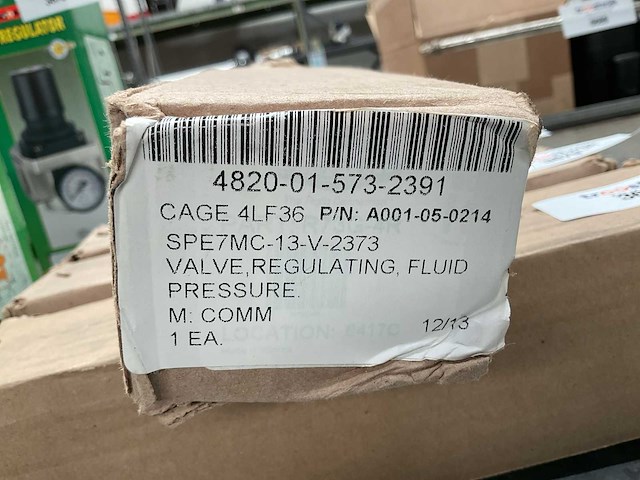 REGULATOR
4820-01-573-2391
CAGE 4LF36 P/N: A001-05-0214
SPE7MC-13-V-2373
VALVE,REGULATING, FLUID
PRESSURE.
M: COMM
1 EA.
12/13